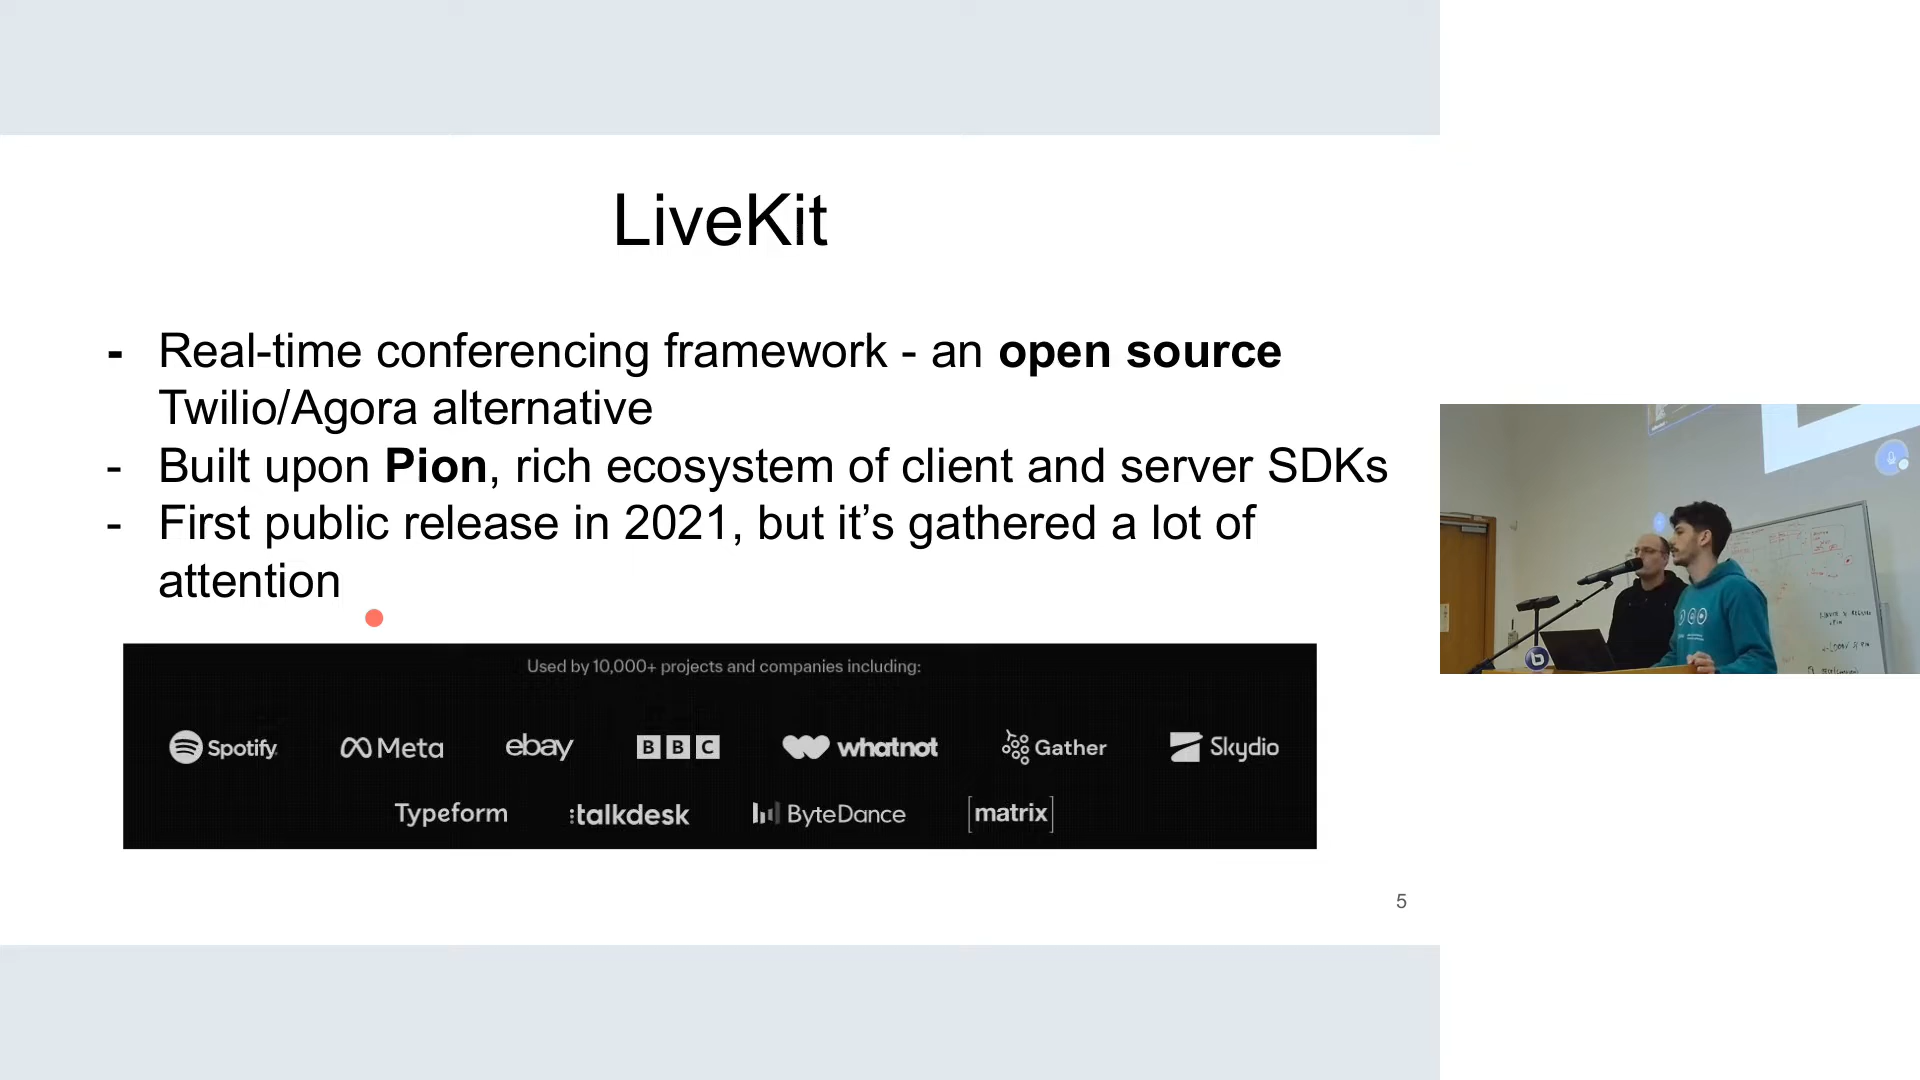 LiveKit
- Real-time conferencing framework - an open source
Twilio/Agora alternative
- Built upon Pion, rich ecosystem of client and server SDKs
- First public release in 2021, but it’s gathered a lot of
attention
Used by 10,000+ projects and companies including:
Spotify Meta ebay BBC whatnot Gather Skydio
Typeform :talkdesk ByteDance [matrix]
5